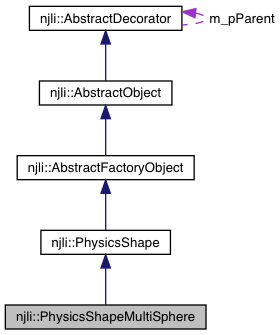 njli::AbstractDecorator
m_pParent
njli::AbstractObject
njli::AbstractFactoryObject
njli::PhysicsShape
njli::PhysicsShapeMultiSphere